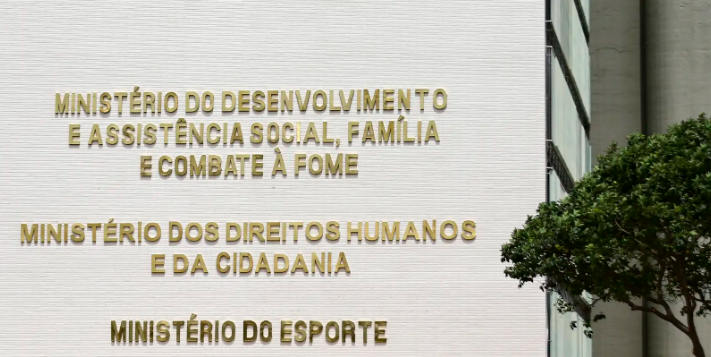 MINISTÉRIO DO DESENVOLVIMENTO
E ASSISTÊNCIA SOCIAL, FAMÍLIA
E COMBATE À FOME
MINISTÉRIO DOS DIREITOS HUMANOS
E DA CIDADANIA
MINISTÉRIO DO ESPORTE